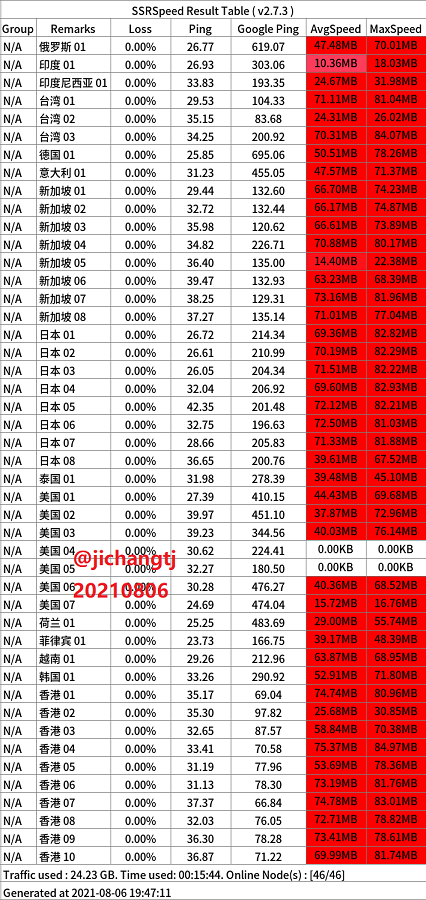 SSRSpeed Result Table ( v2.7.3 )
Group Remarks Loss Ping Google Ping AvgSpeed MaxSpeed
N/A 俄罗斯 01 0.00% 26.77 619.07 47.48MB 70.01MB
N/A 印度 01 0.00% 26.93 303.06 10.36MB 18.03MB
N/A 印度尼西亚 01 0.00% 33.83 193.35 24.67MB 31.98MB
N/A 台湾 01 0.00% 29.53 104.33 71.11MB 81.04MB
N/A 台湾 02 0.00% 35.15 83.68 24.31MB 26.02MB
N/A 台湾 03 0.00% 34.25 200.92 70.31MB 84.07MB
N/A 德国 01 0.00% 25.85 695.06 50.51MB 78.26MB
N/A 意大利 01 0.00% 31.23 455.05 47.57MB 71.37MB
N/A 新加坡 01 0.00% 29.44 132.60 66.70MB 74.23MB
N/A 新加坡 02 0.00% 32.72 132.44 66.17MB 74.87MB
N/A 新加坡 03 0.00% 35.98 120.62 66.61MB 73.89MB
N/A 新加坡 04 0.00% 34.82 226.71 70.88MB 80.17MB
N/A 新加坡 05 0.00% 36.40 135.00 14.40MB 22.38MB
N/A 新加坡 06 0.00% 39.47 132.93 63.23MB 68.39MB
N/A 新加坡 07 0.00% 38.25 129.31 73.16MB 81.96MB
N/A 新加坡 08 0.00% 37.27 135.14 71.01MB 77.04MB
N/A 日本 01 0.00% 26.72 214.34 69.36MB 82.82MB
N/A 日本 02 0.00% 26.61 210.99 70.19MB 82.29MB
N/A 日本 03 0.00% 26.05 204.34 71.51MB 82.22MB
N/A 日本 04 0.00% 32.04 206.92 69.60MB 82.93MB
N/A 日本 05 0.00% 42.35 201.48 72.12MB 82.21MB
N/A 日本 06 0.00% 32.75 196.63 72.50MB 81.03MB
N/A 日本 07 0.00% 28.66 205.83 71.33MB 81.88MB
N/A 日本 08 0.00% 36.65 200.76 39.61MB 67.52MB
N/A 泰国 01 0.00% 31.98 278.39 39.48MB 45.10MB
N/A 美国 01 0.00% 27.39 410.15 44.43MB 69.68MB
N/A 美国 02 0.00% 39.97 451.10 37.87MB 72.96MB
N/A 美国 03 0.00% 39.23 344.56 40.03MB 76.14MB
N/A 美国 04 0.00% 30.62 224.41 0.00KB 0.00KB
@jichangtj
N/A 美国 05 0.00% 32.27 180.50 0.00KB 0.00KB
N/A 美国 06 0.00% 30.28 476.27 40.36MB 68.52MB
20210806
N/A 美国 07 0.00% 24.69 474.04 15.72MB 16.76MB
N/A 荷兰 01 0.00% 25.25 483.69 29.00MB 55.74MB
N/A 菲律宾 01 0.00% 23.73 166.75 39.17MB 48.39MB
N/A 越南 01 0.00% 29.26 212.96 63.87MB 68.95MB
N/A 韩国 01 0.00% 33.26 290.92 52.91MB 71.80MB
N/A 香港 01 0.00% 35.17 69.04 74.74MB 80.96MB
N/A 香港 02 0.00% 35.30 97.82 25.68MB 30.85MB
N/A 香港 03 0.00% 32.65 87.57 58.84MB 70.38MB
N/A 香港 04 0.00% 33.41 70.58 75.37MB 84.97MB
N/A 香港 05 0.00% 31.19 77.96 53.69MB 78.36MB
N/A 香港 06 0.00% 31.13 78.30 73.19MB 81.76MB
N/A 香港 07 0.00% 37.37 66.84 74.78MB 83.01MB
N/A 香港 08 0.00% 32.03 76.05 72.71MB 78.82MB
N/A 香港 09 0.00% 36.30 78.28 73.41MB 78.61MB
N/A 香港 10 0.00% 36.87 71.22 69.99MB 81.74MB
Traffic used : 24.23 GB. Time used: 00:15:44. Online Node(s) : [46/46]
Generated at 2021-08-06 19:47:11